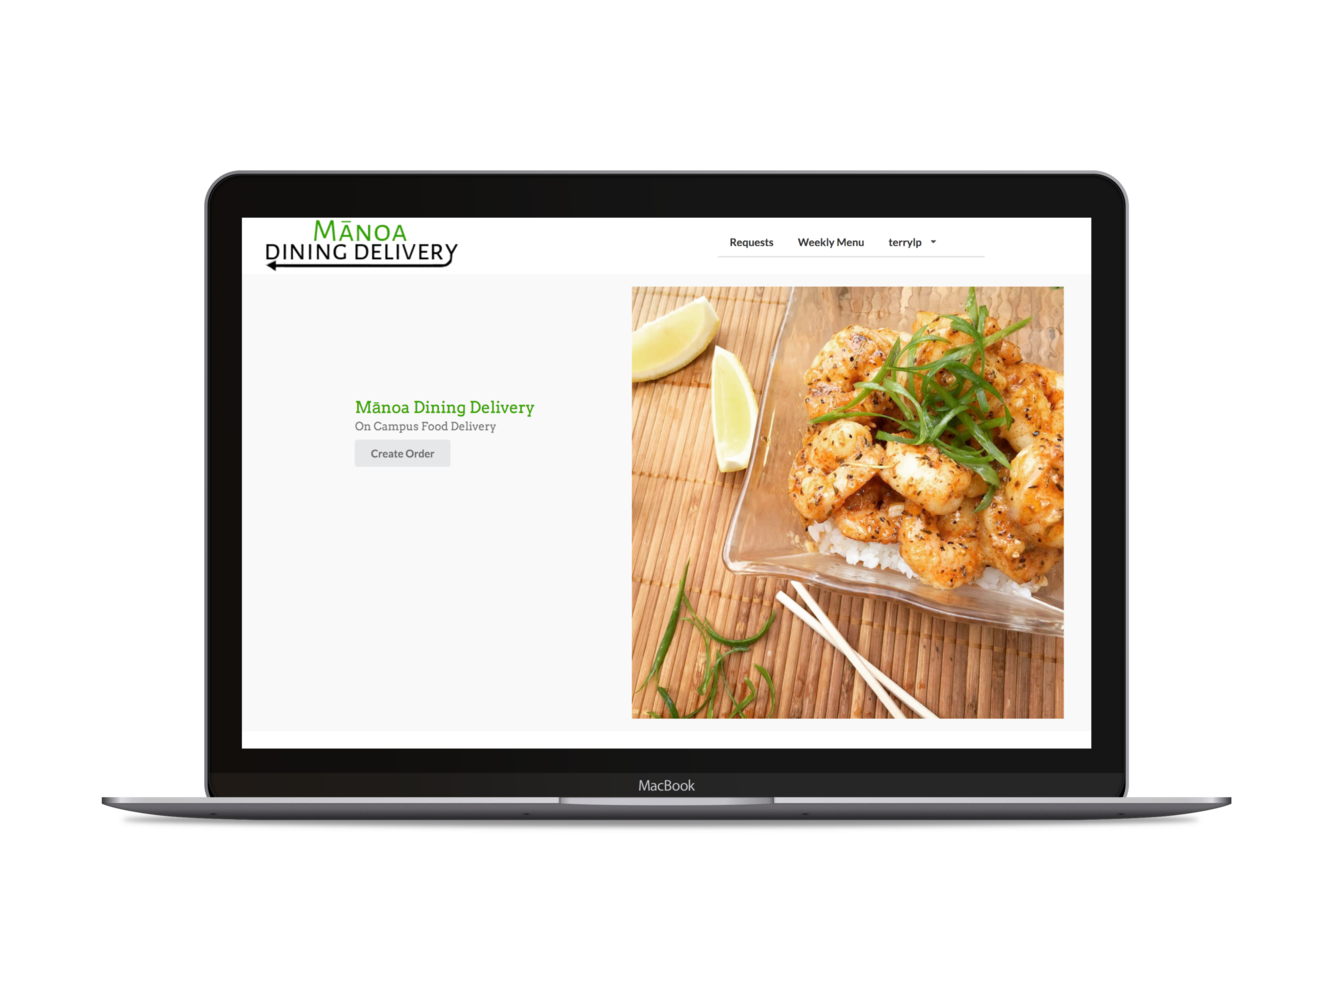 MĀNOA
DINING DELIVERY
Requests Weekly Menu terrylp
Mānoa Dining Delivery
On Campus Food Delivery
Create Order
MacBook